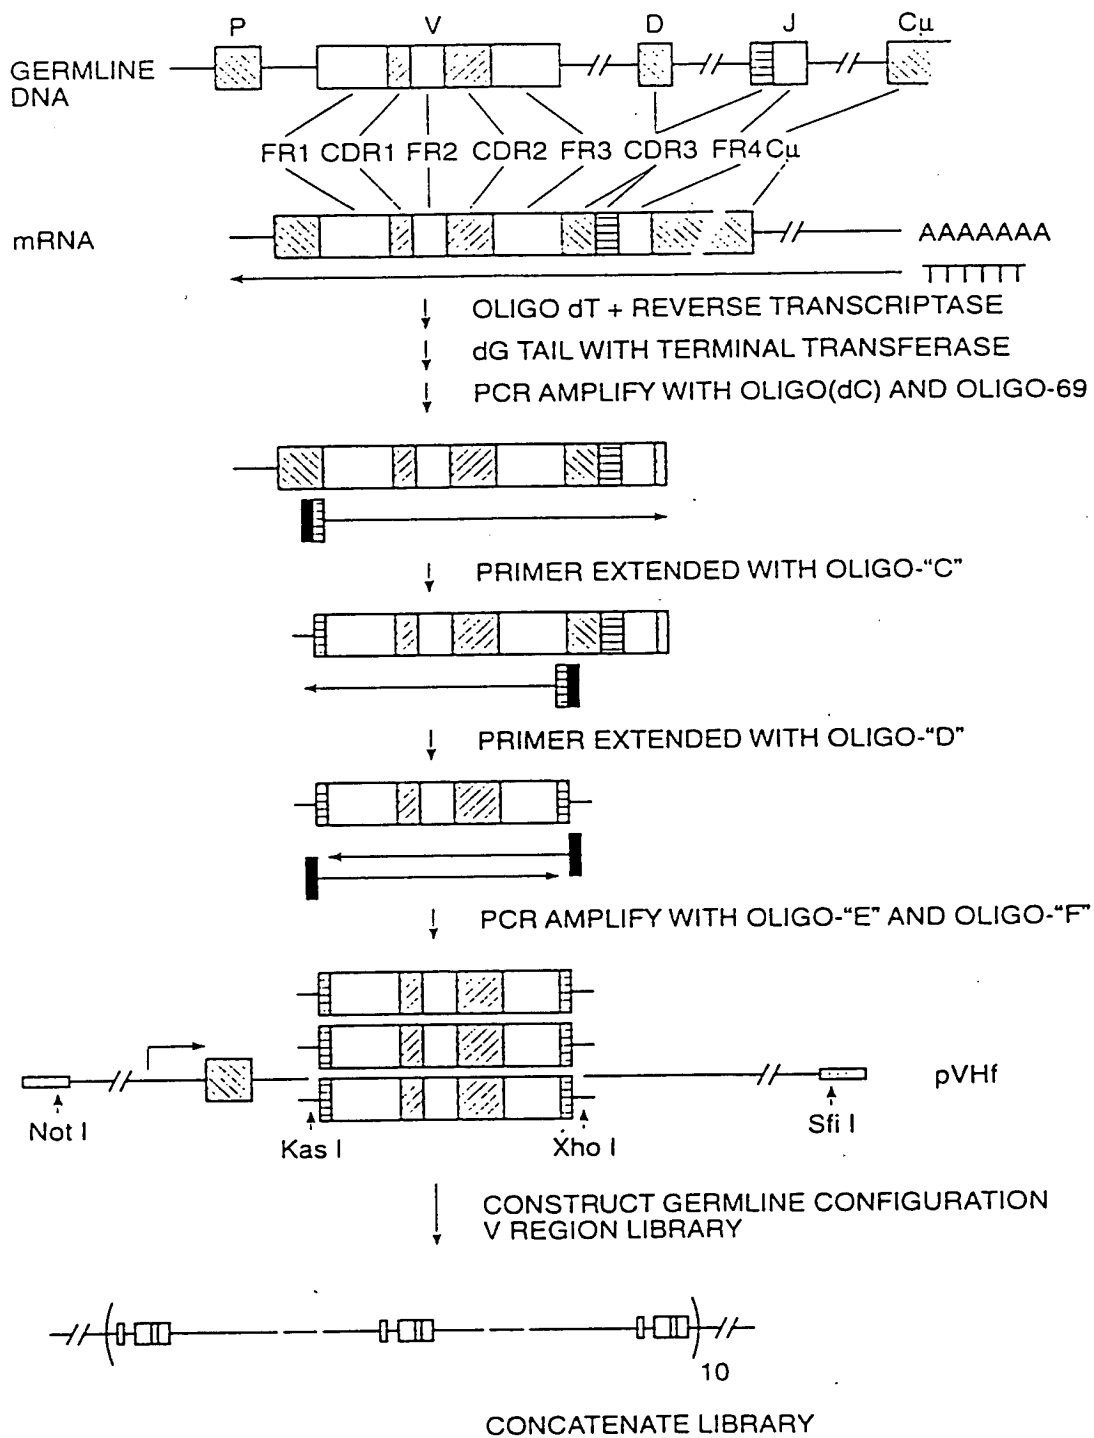 P V D J Cμ
GERMLINE
DNA
FR1 CDR1 FR2 CDR2 FR3 CDR3 FR4 Cμ
mRNA
AAAAAAA
TTTTTT
OLIGO dT + REVERSE TRANSCRIPTASE
dG TAIL WITH TERMINAL TRANSFERASE
PCR AMPLIFY WITH OLIGO(dC) AND OLIGO-69
PRIMER EXTENDED WITH OLIGO-"C"
PRIMER EXTENDED WITH OLIGO-"D"
PCR AMPLIFY WITH OLIGO-"E" AND OLIGO-"F"
pVHf
Not I Kas I Xho I Sfi I
CONSTRUCT GERMLINE CONFIGURATION
V REGION LIBRARY
10
CONCATENATE LIBRARY